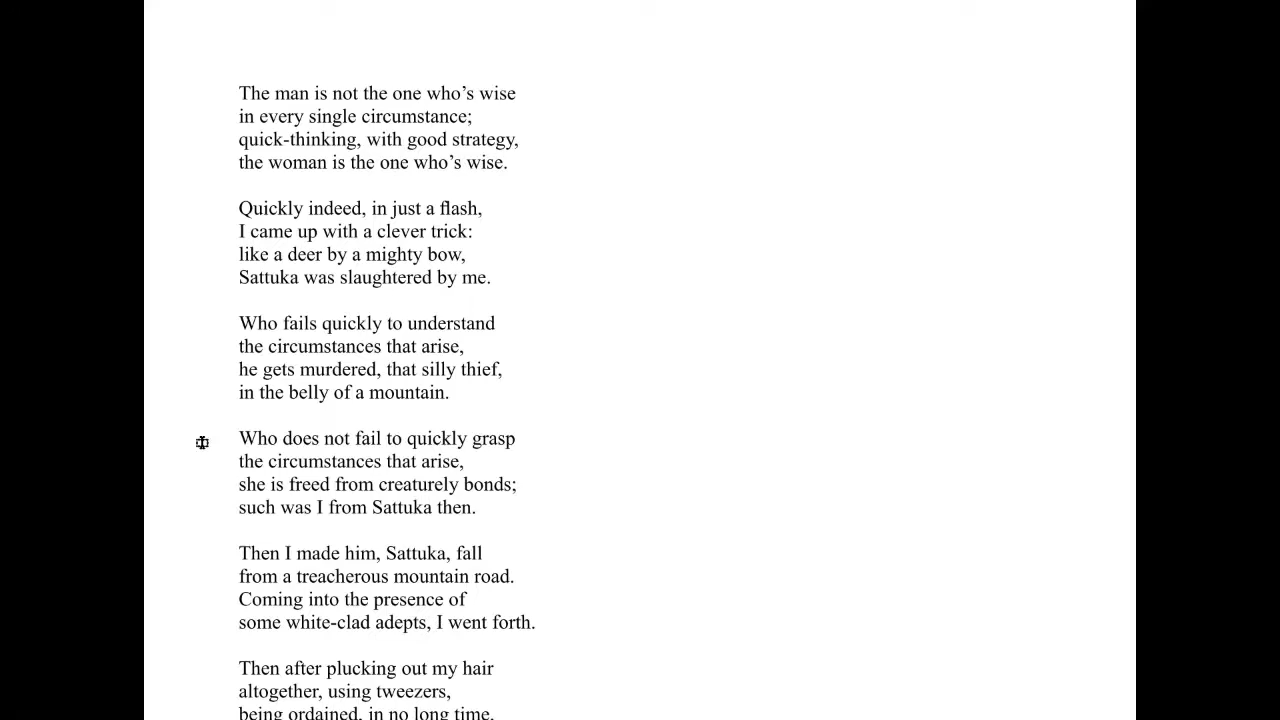 The man is not the one who’s wise
in every single circumstance;
quick-thinking, with good strategy,
the woman is the one who’s wise.
Quickly indeed, in just a flash,
I came up with a clever trick:
like a deer by a mighty bow,
Sattuka was slaughtered by me.
Who fails quickly to understand
the circumstances that arise,
he gets murdered, that silly thief,
in the belly of a mountain.
Who does not fail to quickly grasp
the circumstances that arise,
she is freed from creaturely bonds;
such was I from Sattuka then.
Then I made him, Sattuka, fall
from a treacherous mountain road.
Coming into the presence of
some white-clad adepts, I went forth.
Then after plucking out my hair
altogether, using tweezers,
being ordained, in no long time,